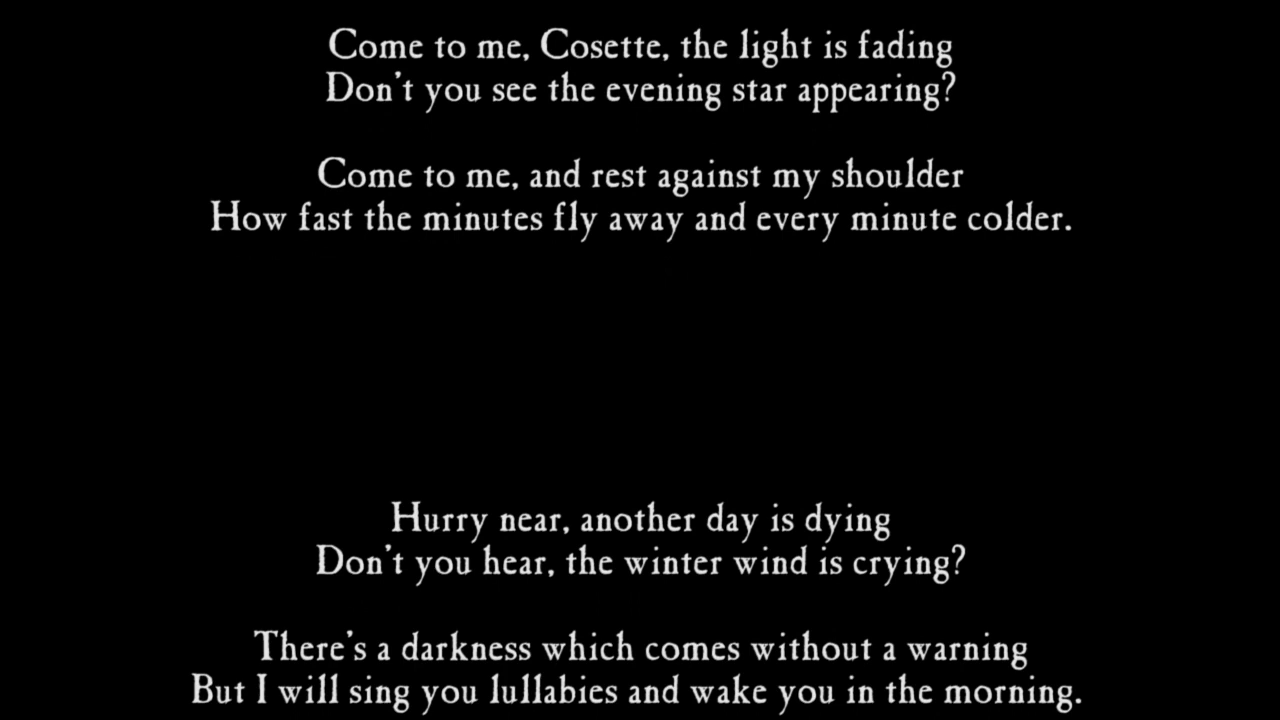 Come to me, Cosette, the light is fading
Don't you see the evening star appearing?
Come to me, and rest against my shoulder
How fast the minutes fly away and every minute colder.
Hurry near, another day is dying
Don't you hear, the winter wind is crying?
There's a darkness which comes without a warning
But I will sing you lullabies and wake you in the morning.